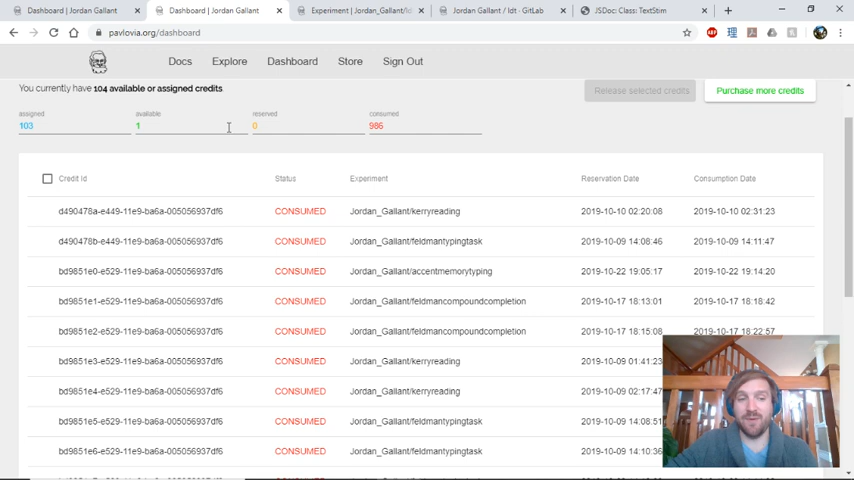 Dashboard | Jordan Gallant
Dashboard | Jordan Gallant
Experiment | Jordan_Gallant/l
Jordan Gallant / ldt · GitLab
JSDoc: Class: TextStim
pavlovia.org/dashboard
Docs
Explore
Dashboard
Store
Sign Out
You currently have 104 available or assigned credits.
Release selected credits
Purchase more credits
assigned
available
reserved
consumed
103
1
0
986
Credit Id Status Experiment Reservation Date Consumption Date
d490478a-e449-11e9-ba6a-005056937df6 CONSUMED Jordan_Gallant/kerryreading 2019-10-10 02:20:08 2019-10-10 02:31:23
d490478b-e449-11e9-ba6a-005056937df6 CONSUMED Jordan_Gallant/feldmantypingtask 2019-10-09 14:08:46 2019-10-09 14:11:47
bd9851e0-e529-11e9-ba6a-005056937df6 CONSUMED Jordan_Gallant/accentmemorytyping 2019-10-22 19:05:17 2019-10-22 19:14:20
bd9851e1-e529-11e9-ba6a-005056937df6 CONSUMED Jordan_Gallant/feldmancompoundcompletion 2019-10-17 18:13:01 2019-10-17 18:18:42
bd9851e2-e529-11e9-ba6a-005056937df6 CONSUMED Jordan_Gallant/feldmancompoundcompletion 2019-10-17 18:15:08 2019-10-17 18:22:57
bd9851e3-e529-11e9-ba6a-005056937df6 CONSUMED Jordan_Gallant/kerryreading 2019-10-09 01:41:23
bd9851e4-e529-11e9-ba6a-005056937df6 CONSUMED Jordan_Gallant/kerryreading 2019-10-09 02:17:47
bd9851e5-e529-11e9-ba6a-005056937df6 CONSUMED Jordan_Gallant/feldmantypingtask 2019-10-09 14:08:51
bd9851e6-e529-11e9-ba6a-005056937df6 CONSUMED Jordan_Gallant/feldmantypingtask 2019-10-09 14:10:36